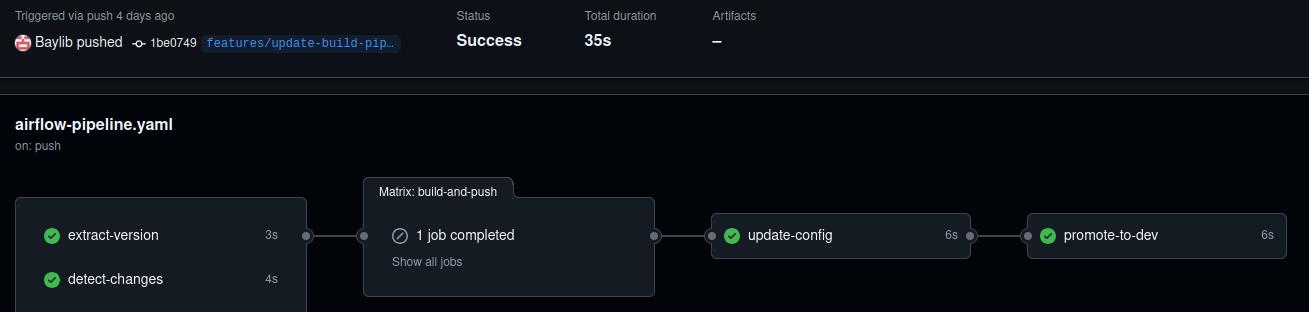 Triggered via push 4 days ago
Baylib pushed 1be0749 features/update-build-pip…
Status
Success
Total duration
35s
Artifacts
–
airflow-pipeline.yaml
on: push
extract-version 3s
detect-changes 4s
Matrix: build-and-push
1 job completed
Show all jobs
update-config 6s
promote-to-dev 6s